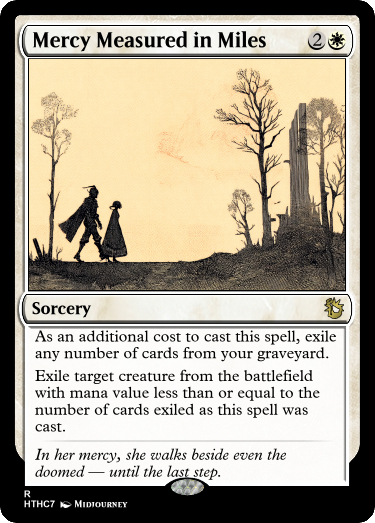 Mercy Measured in Miles 2
Sorcery
As an additional cost to cast this spell, exile
any number of cards from your graveyard.
Exile target creature from the battlefield
with mana value less than or equal to the
number of cards exiled as this spell was
cast.
In her mercy, she walks beside even the
doomed — until the last step.
R
HTHC7 Midjourney